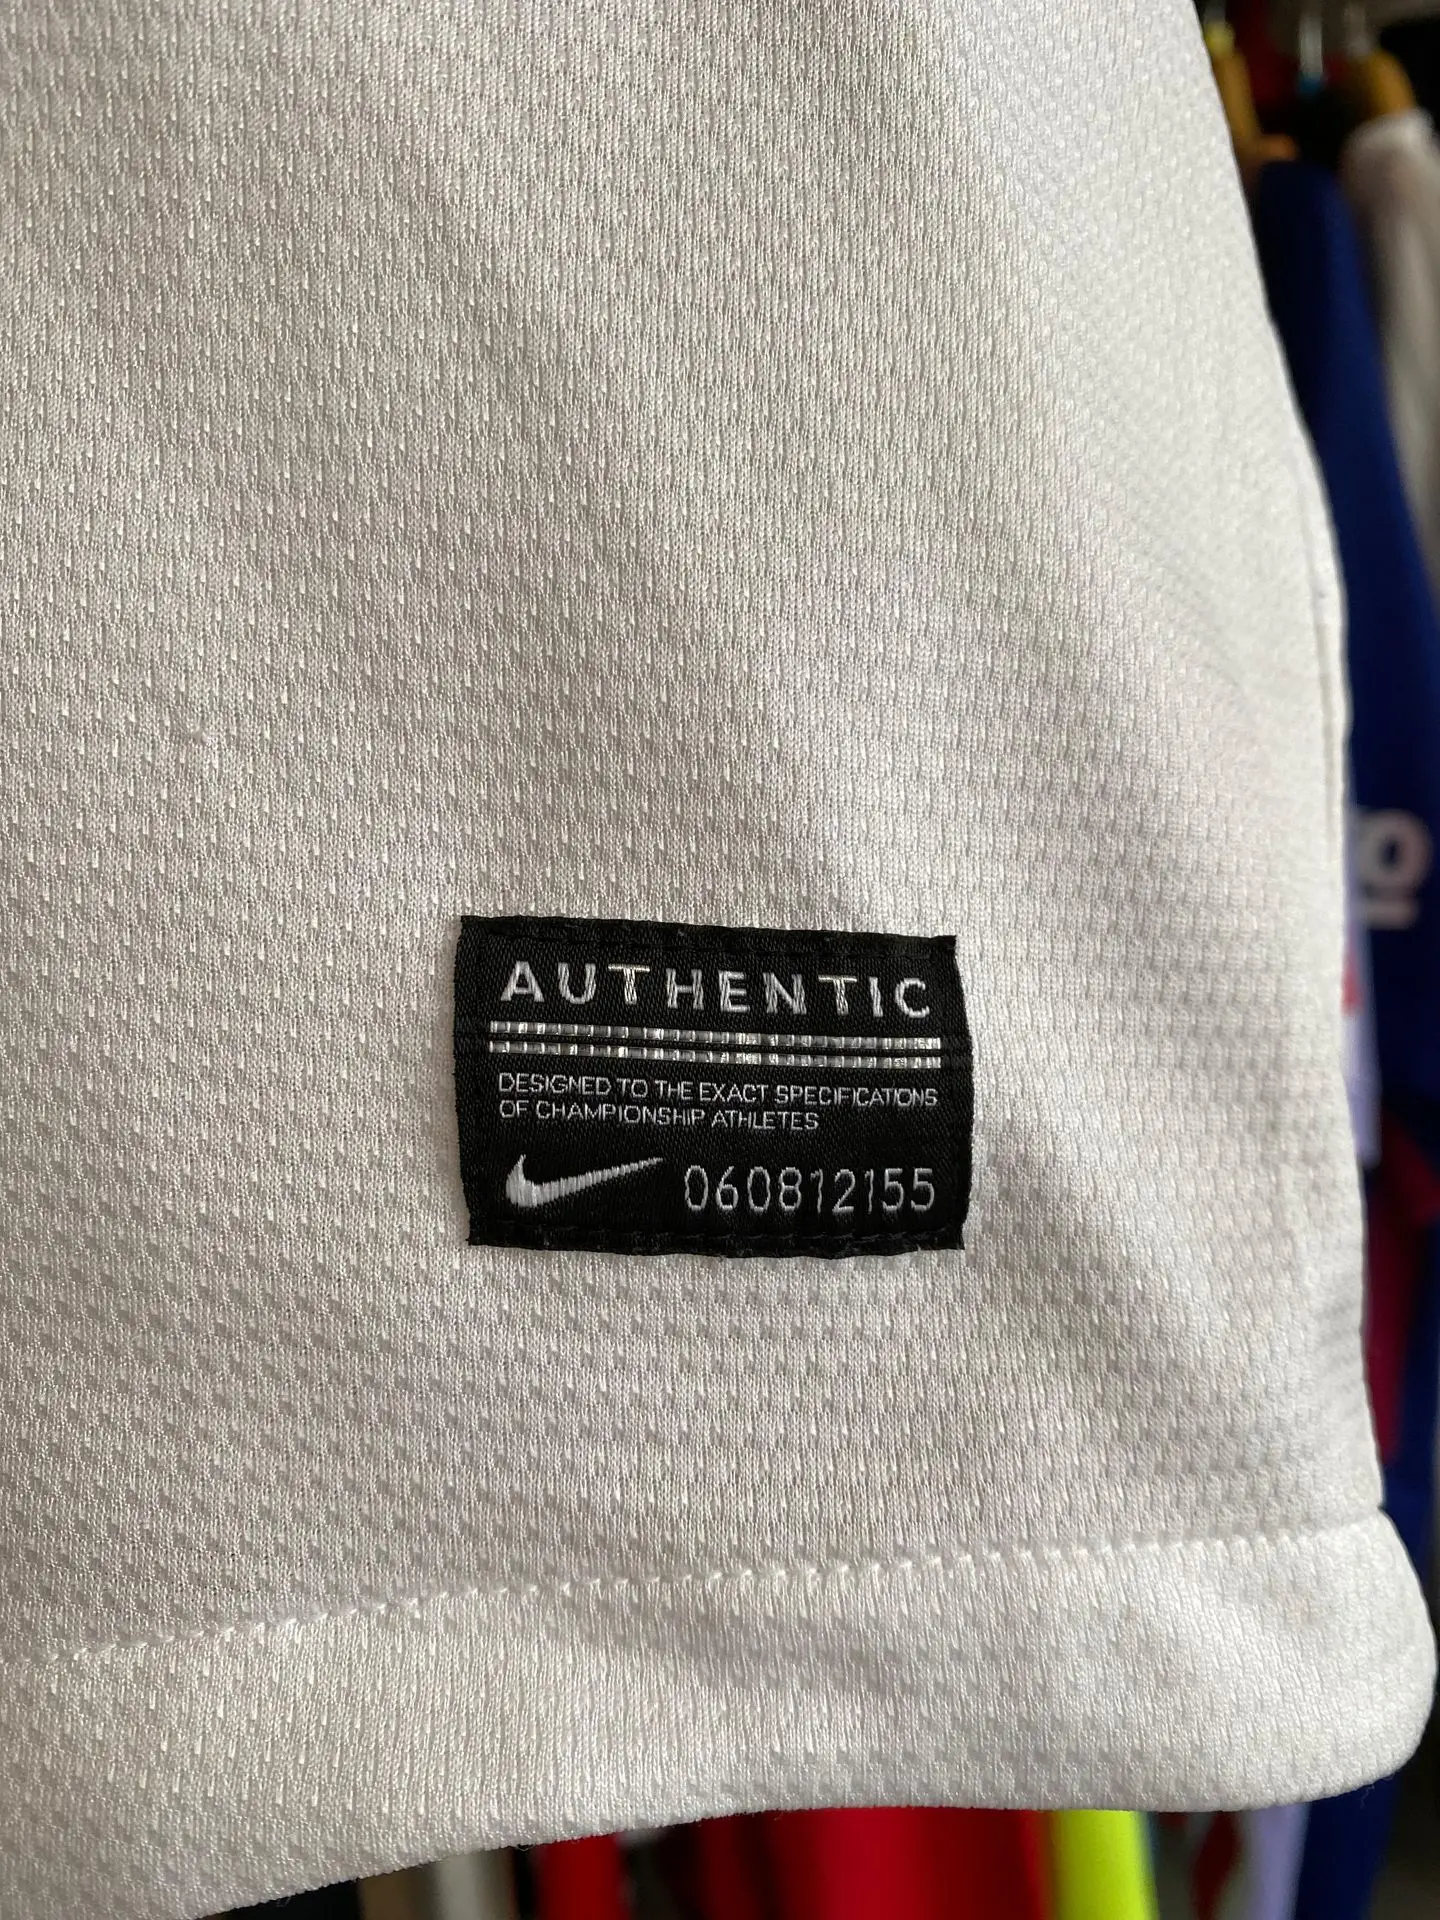 AUTHENTIC
DESIGNED TO THE EXACT SPECIFICATIONS
OF CHAMPIONSHIP ATHLETES
060812155